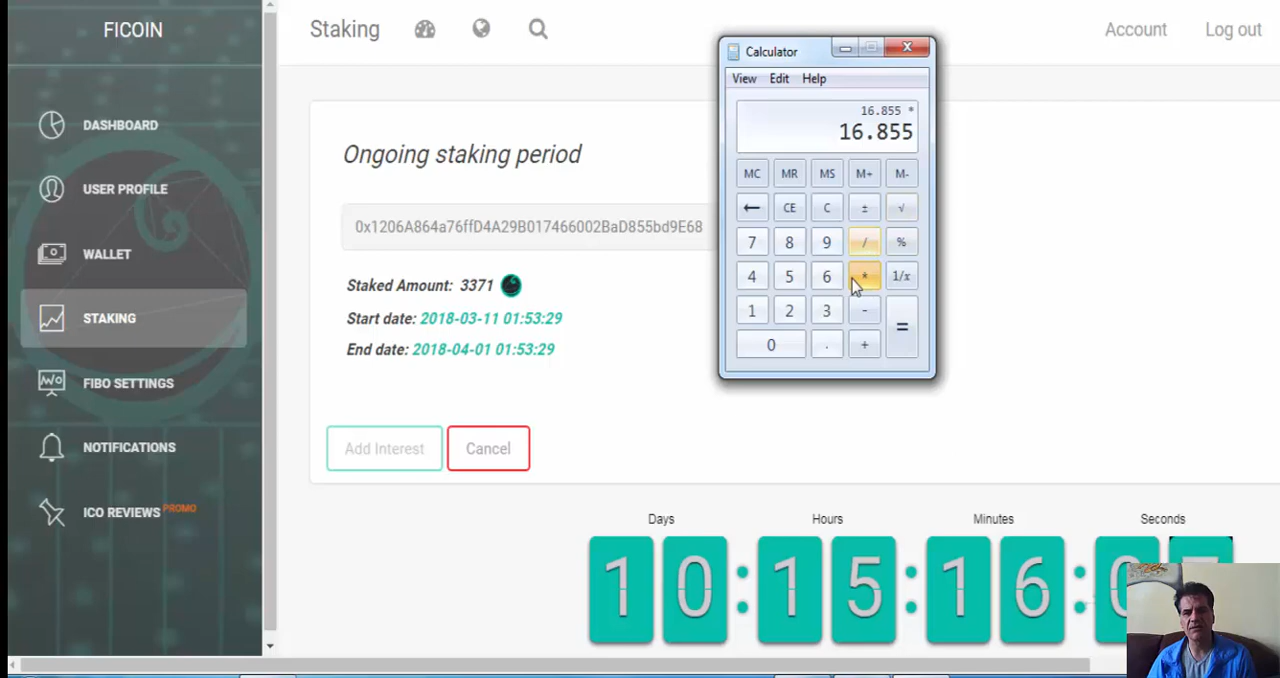 FICOIN
DASHBOARD
USER PROFILE
WALLET
STAKING
FIBO SETTINGS
NOTIFICATIONS
ICO REVIEWS PROMO
Staking
Account
Log out
Ongoing staking period
0x1206A864a76ffD4A29B017466002BaD855bd9E68
Staked Amount: 3371
Start date: 2018-03-11 01:53:29
End date: 2018-04-01 01:53:29
Add Interest
Cancel
Calculator
View Edit Help
16.855 *
16.855
MC MR MS M+ M-
← CE C ± √
7 8 9 / %
4 5 6 * 1/x
1 2 3 - =
0 . +
Days Hours Minutes Seconds
10 : 15 : 16 :